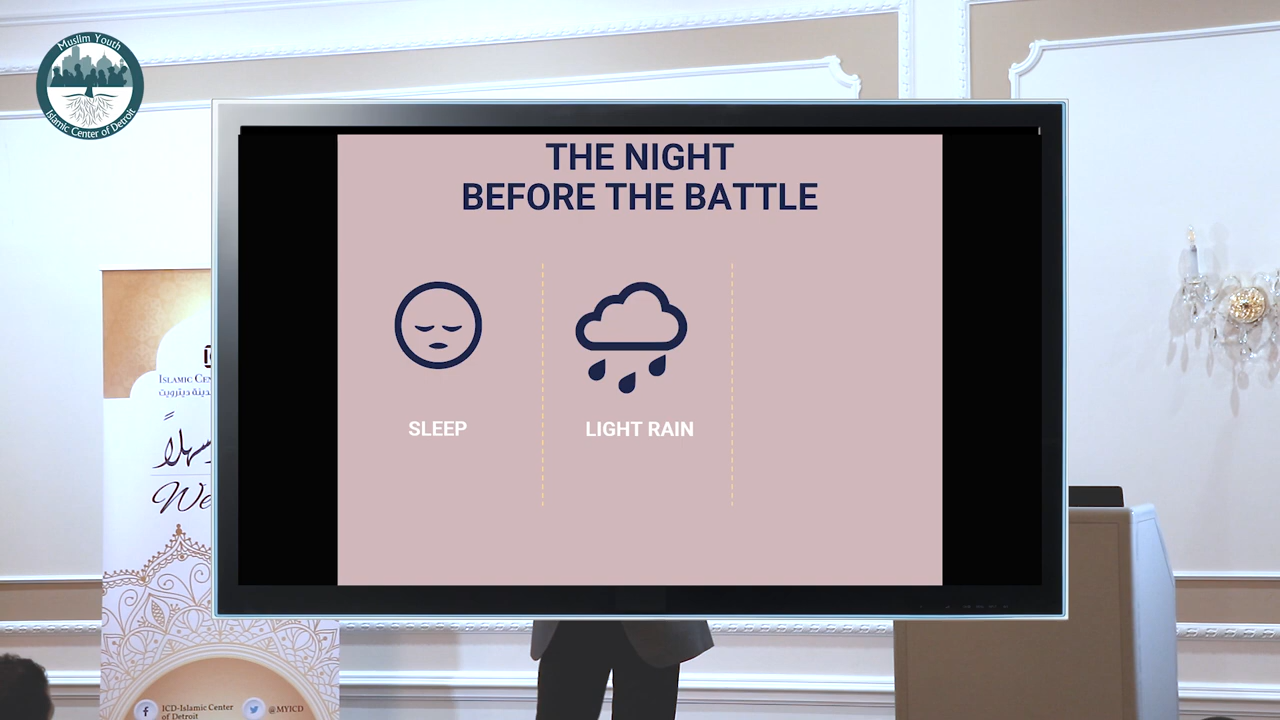 Muslim Youth
Islamic Center of Detroit
THE NIGHT
BEFORE THE BATTLE
SLEEP
LIGHT RAIN
ISLAMIC
We
ICD-Islamic Center
of Detroit
@MYICD